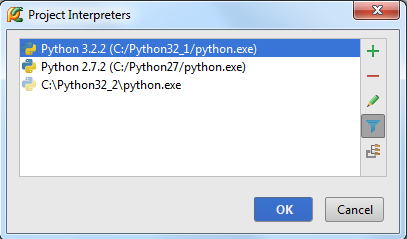 Project Interpreters
Python 3.2.2 (C:/Python32_1/python.exe)
Python 2.7.2 (C:/Python27/python.exe)
C:\Python32_2\python.exe
OK
Cancel